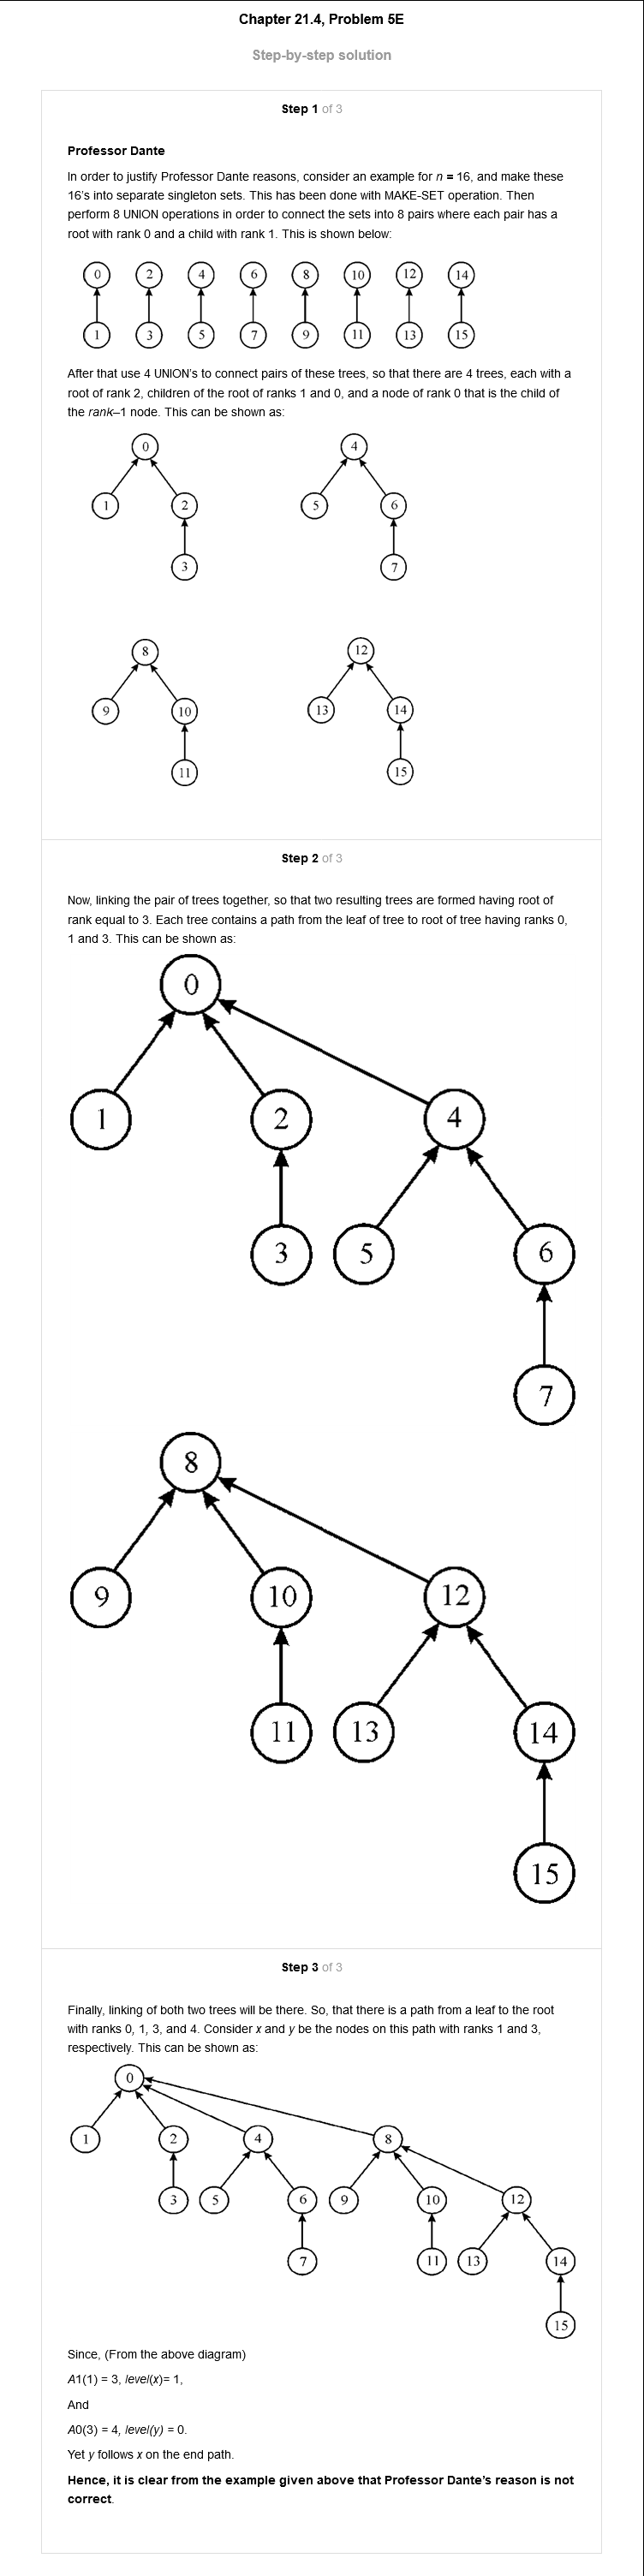 Chapter 21.4, Problem 5E
Step-by-step solution
Step 1 of 3
Professor Dante
In order to justify Professor Dante reasons, consider an example for n = 16, and make these
16's into separate singleton sets. This has been done with MAKE-SET operation. Then
perform 8 UNION operations in order to connect the sets into 8 pairs where each pair has a
root with rank 0 and a child with rank 1. This is shown below:
0 2 4 6 8 10 12 14
1 3 5 7 9 11 13 15
After that use 4 UNION's to connect pairs of these trees, so that there are 4 trees, each with a
root of rank 2, children of the root of ranks 1 and 0, and a node of rank 0 that is the child of
the rank–1 node. This can be shown as:
0 4
1 2 5 6
3 7
8 12
9 10 13 14
11 15
Step 2 of 3
Now, linking the pair of trees together, so that two resulting trees are formed having root of
rank equal to 3. Each tree contains a path from the leaf of tree to root of tree having ranks 0,
1 and 3. This can be shown as:
0
1 2 4
3 5 6
7
8
9 10 12
11 13 14
15
Step 3 of 3
Finally, linking of both two trees will be there. So, that there is a path from a leaf to the root
with ranks 0, 1, 3, and 4. Consider x and y be the nodes on this path with ranks 1 and 3,
respectively. This can be shown as:
0
1 2 4 8
3 5 6 9 10 12
7 11 13 14
15
Since, (From the above diagram)
A1(1) = 3, level(x)= 1,
And
A0(3) = 4, level(y) = 0.
Yet y follows x on the end path.
Hence, it is clear from the example given above that Professor Dante's reason is not
correct.